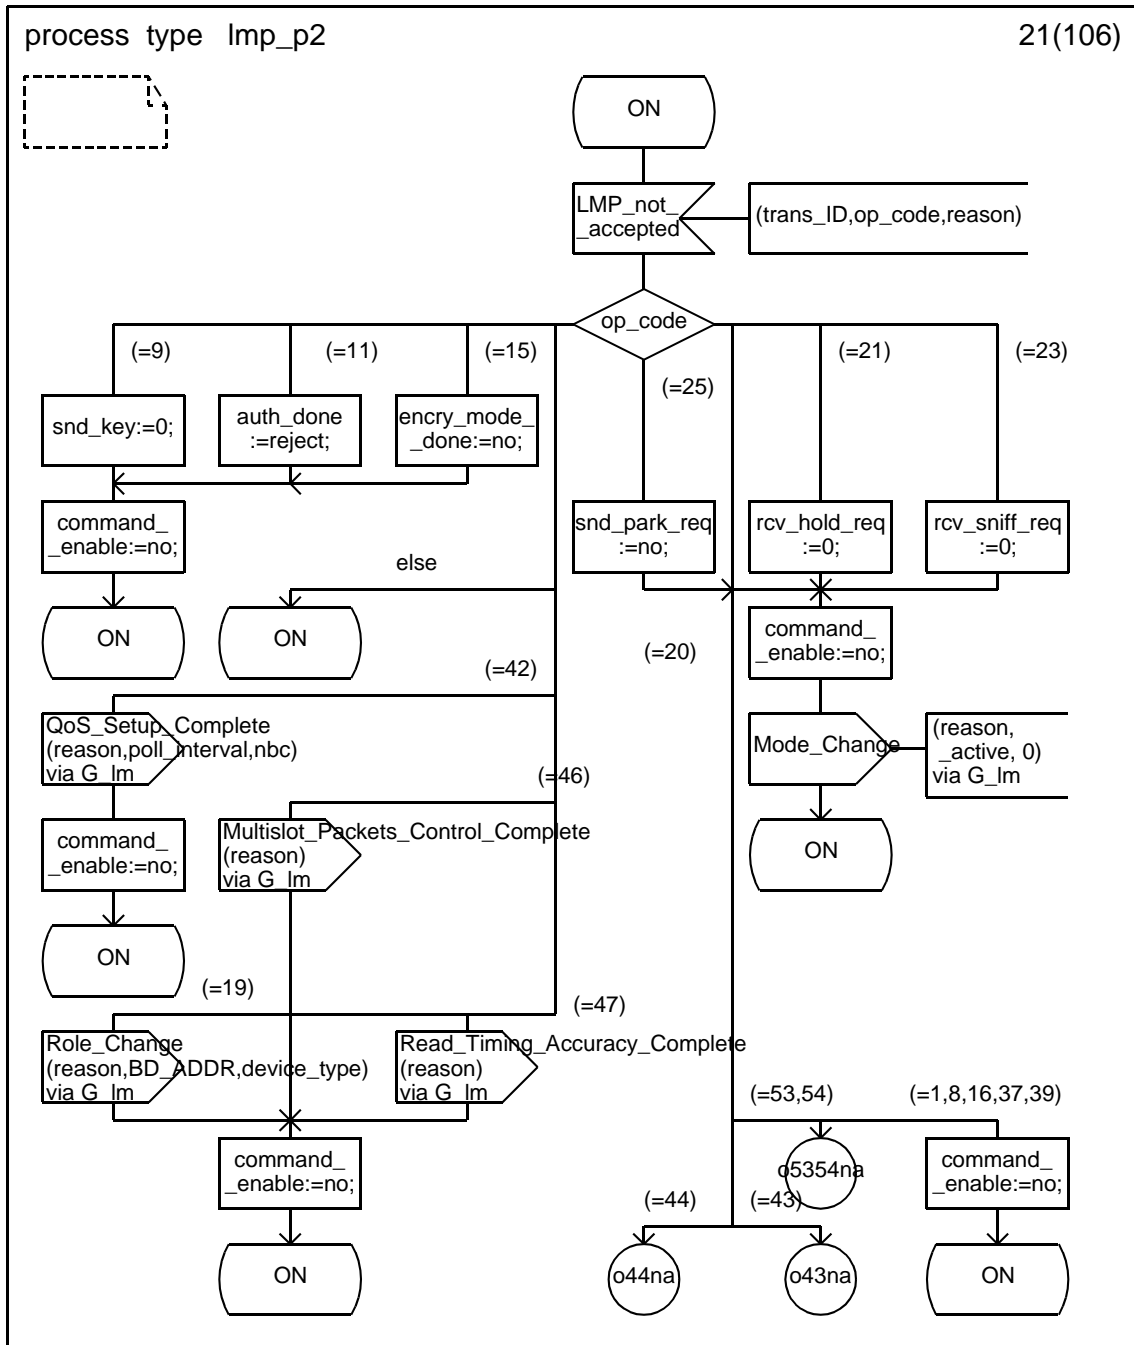 process type lmp_p2
21(106)
ON
LMP_not_
_accepted
(trans_ID,op_code,reason)
op_code
(=9)
(=11)
(=15)
(=25)
(=21)
(=23)
snd_key:=0;
auth_done
:=reject;
encry_mode_
_done:=no;
snd_park_req
:=no;
rcv_hold_req
:=0;
rcv_sniff_req
:=0;
command_
_enable:=no;
else
ON
ON
(=20)
command_
_enable:=no;
(=42)
QoS_Setup_Complete
(reason,poll_interval,nbc)
via G_lm
Mode_Change
(reason,
_active, 0)
via G_lm
(=46)
command_
_enable:=no;
Multislot_Packets_Control_Complete
(reason)
via G_lm
ON
ON
(=19)
(=47)
Role_Change
(reason,BD_ADDR,device_type)
via G_lm
Read_Timing_Accuracy_Complete
(reason)
via G_lm
(=53,54)
(=1,8,16,37,39)
command_
_enable:=no;
o5354na
command_
_enable:=no;
(=44)
(=43)
ON
o44na
o43na
ON